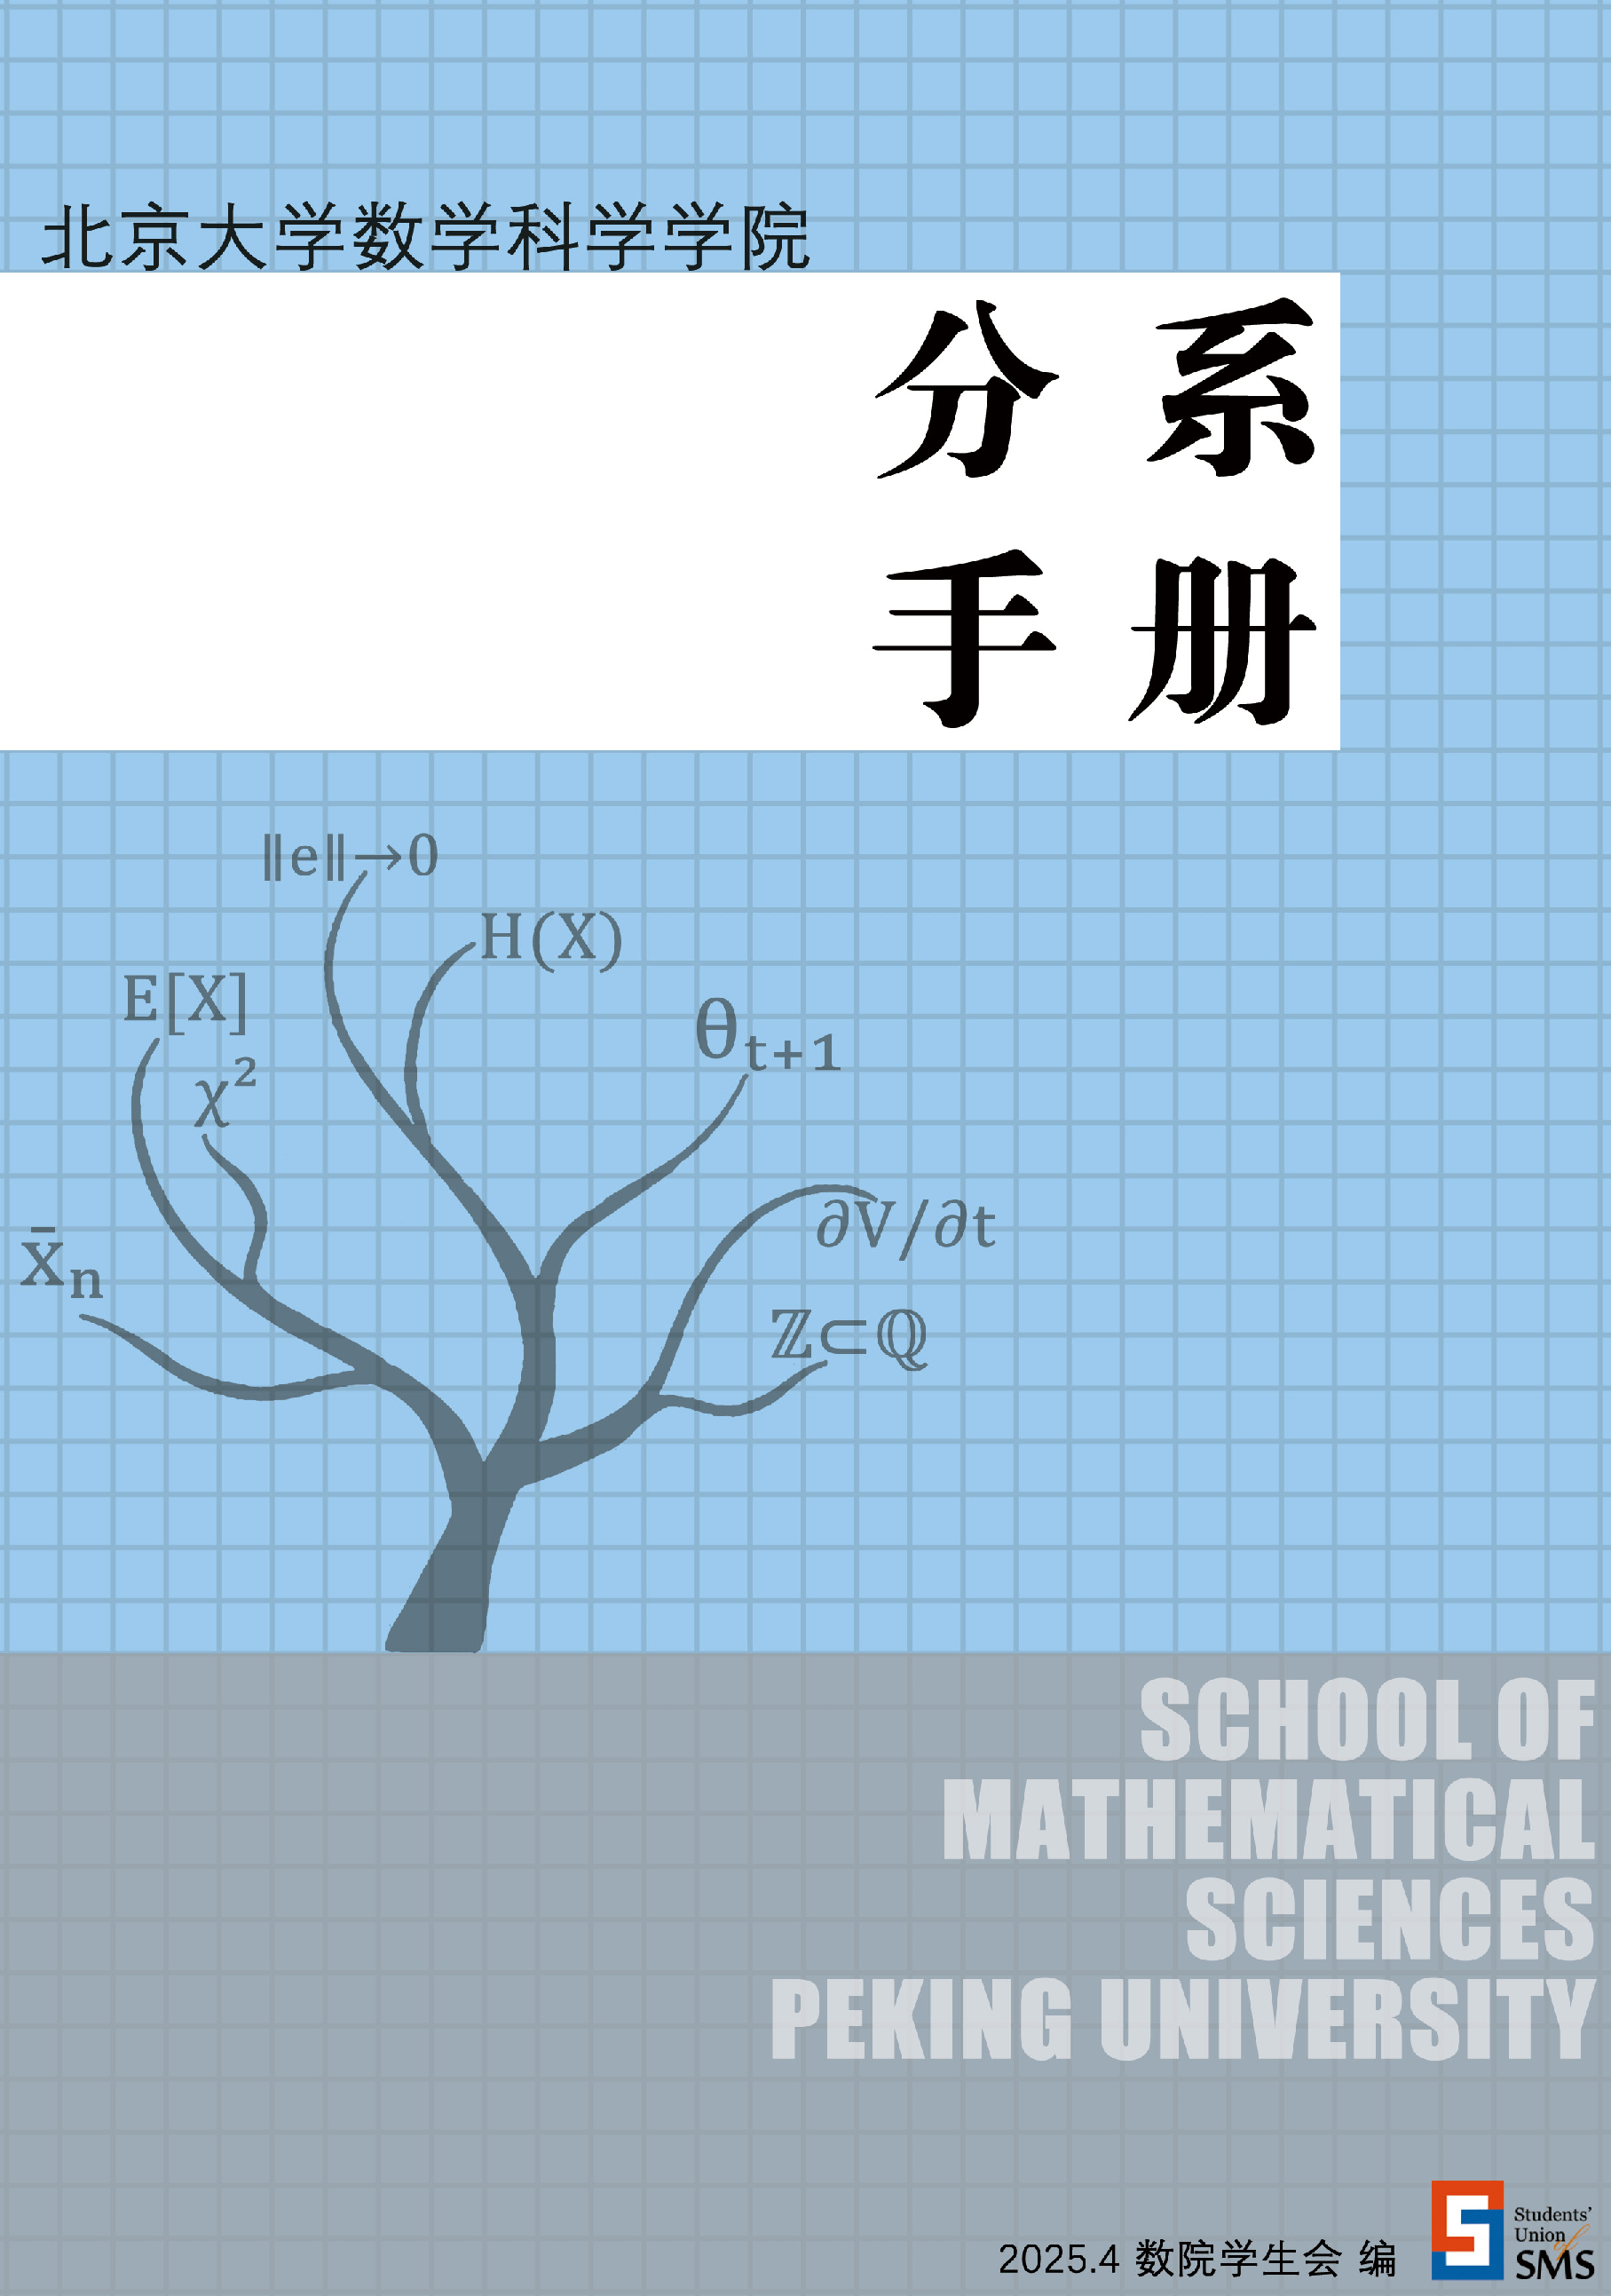 北京大学数学科学学院
分系
手册
‖e‖→0
H(X)
E[X]
θₜ₊₁
χ²
∂V/∂t
x̄ₙ
ℤ⊂ℚ
SCHOOL OF
MATHEMATICAL
SCIENCES
PEKING UNIVERSITY
2025.4 数院学生会 编
Students'
Union of
SMS